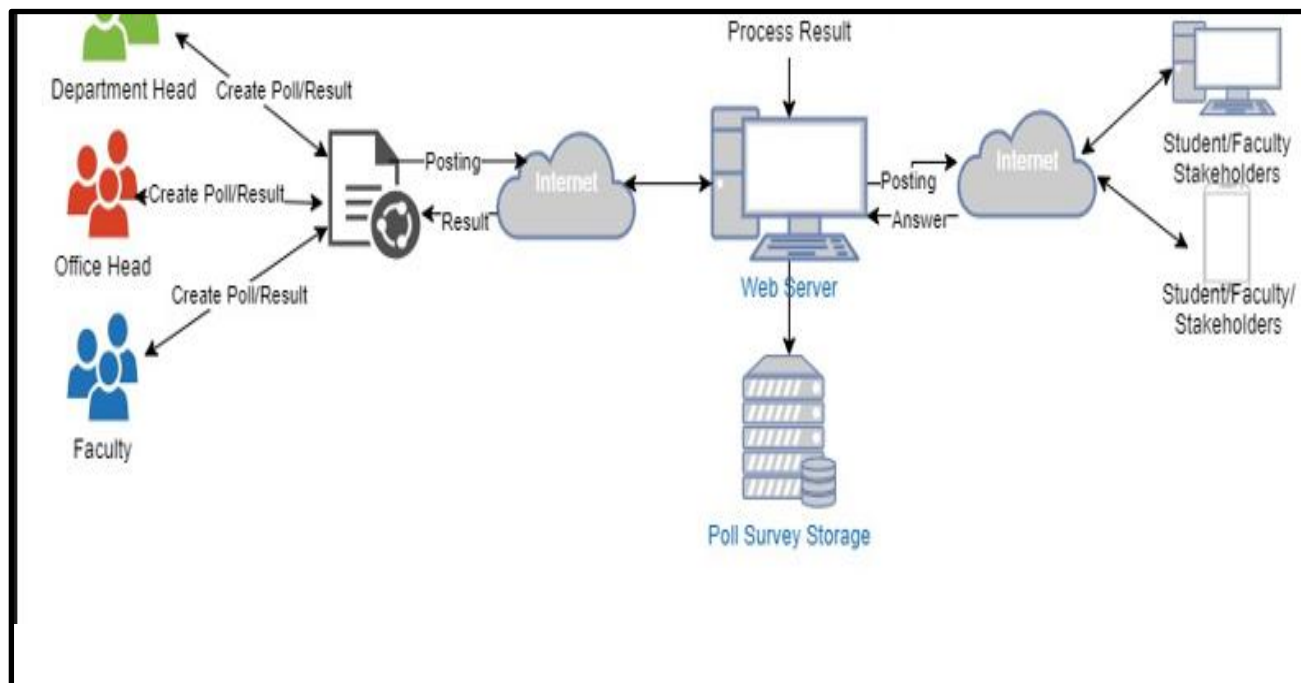 Process Result
Department Head
Create Poll/Result
Student/Faculty
Stakeholders
Posting
Internet
Internet
Posting
Create Poll/Result
Result
Answer
Office Head
Create Poll/Result
Web Server
Student/Faculty/
Stakeholders
Faculty
Poll Survey Storage